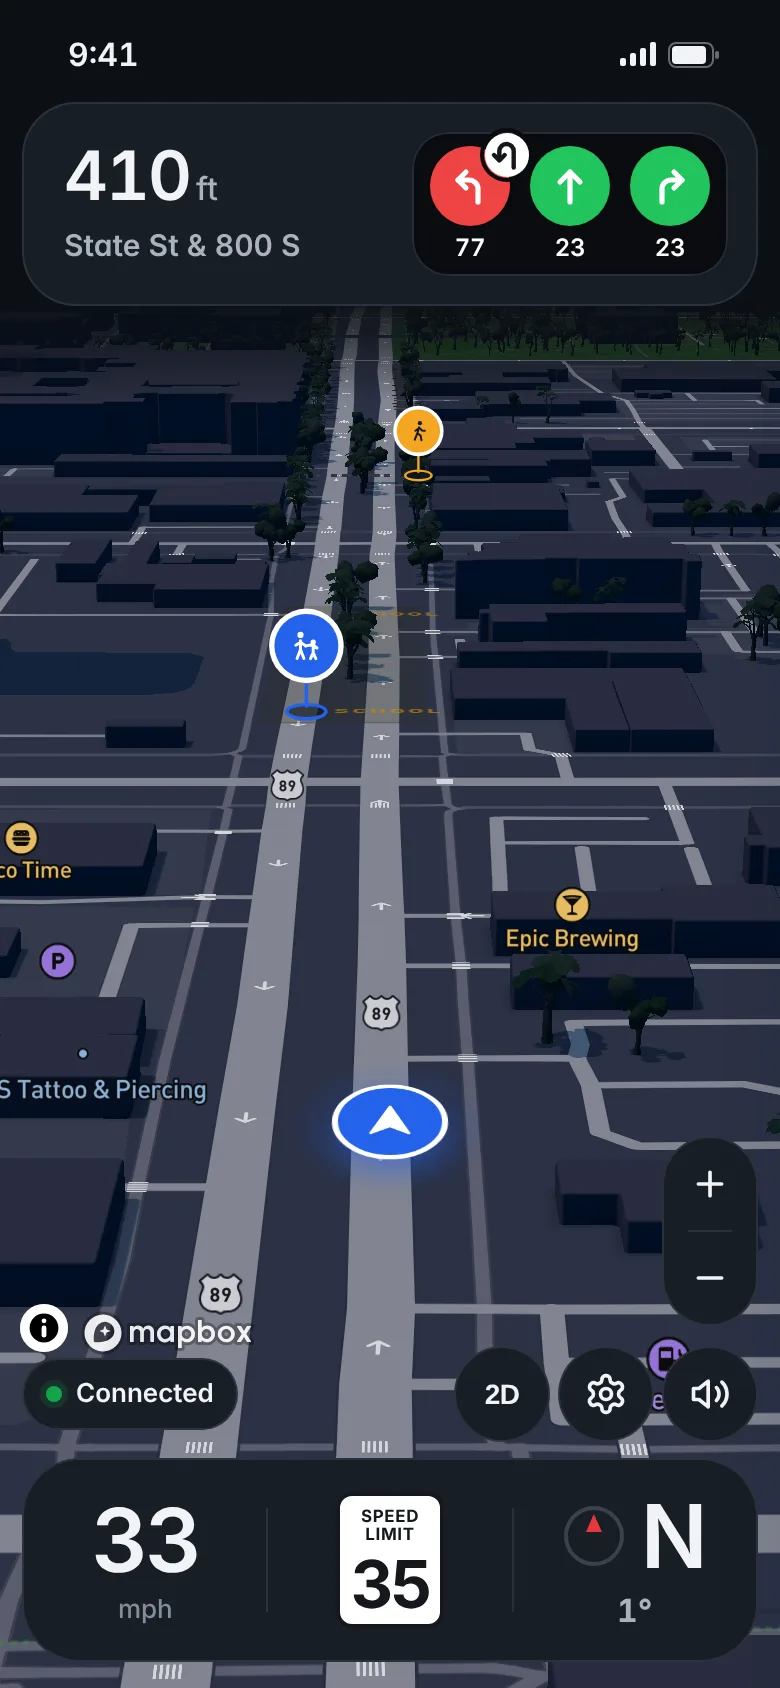 9:41
410 ft
State St & 800 S
77
23
23
SCHOOL
89
co Time
Epic Brewing
P
89
S Tattoo & Piercing
89
mapbox
Connected
2D
33
mph
SPEED
LIMIT
35
N
1°